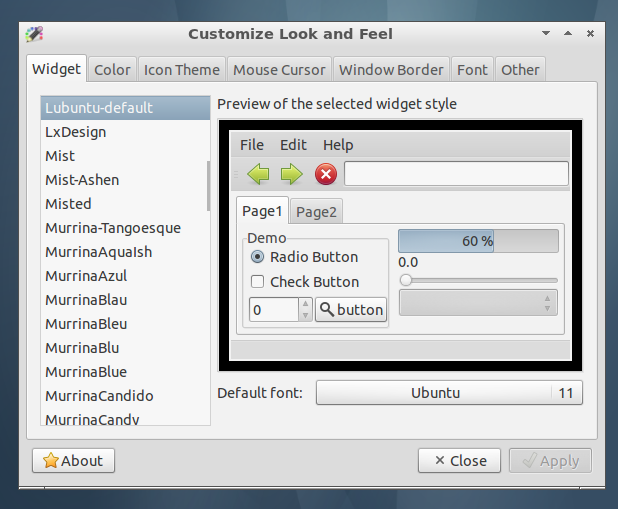 Customize Look and Feel
Widget Color Icon Theme Mouse Cursor Window Border Font Other
Lubuntu-default
LxDesign
Mist
Mist-Ashen
Misted
Murrina-Tangoesque
MurrinaAquaIsh
MurrinaAzul
MurrinaBlau
MurrinaBleu
MurrinaBlu
MurrinaBlue
MurrinaCandido
MurrinaCandy
Preview of the selected widget style
File Edit Help
Page1 Page2
Demo
Radio Button
Check Button
0 button
60 %
0.0
Default font: Ubuntu 11
About Close Apply